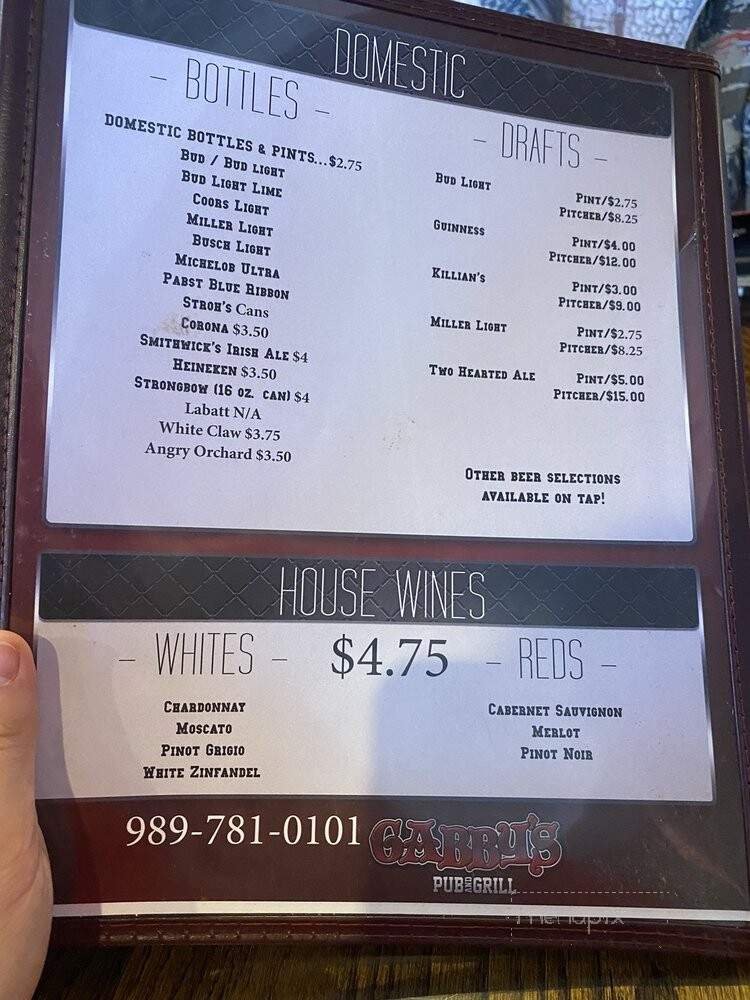 DOMESTIC
- BOTTLES -
DOMESTIC BOTTLES & PINTS...$2.75
BUD / BUD LIGHT
BUD LIGHT LIME
COORS LIGHT
MILLER LIGHT
BUSCH LIGHT
MICHELOB ULTRA
PABST BLUE RIBBON
STROH'S Cans
CORONA $3.50
SMITHWICK'S IRISH ALE $4
HEINEKEN $3.50
STRONGBOW (16 OZ. CAN) $4
Labatt N/A
White Claw $3.75
Angry Orchard $3.50
- DRAFTS -
BUD LIGHT
PINT/$2.75
PITCHER/$8.25
GUINNESS
PINT/$4.00
PITCHER/$12.00
KILLIAN'S
PINT/$3.00
PITCHER/$9.00
MILLER LIGHT
PINT/$2.75
PITCHER/$8.25
TWO HEARTED ALE
PINT/$5.00
PITCHER/$15.00
OTHER BEER SELECTIONS
AVAILABLE ON TAP!
HOUSE WINES
- WHITES - $4.75 - REDS -
CHARDONNAY
MOSCATO
PINOT GRIGIO
WHITE ZINFANDEL
CABERNET SAUVIGNON
MERLOT
PINOT NOIR
989-781-0101 GABBY'S
PUB AND GRILL
menupix